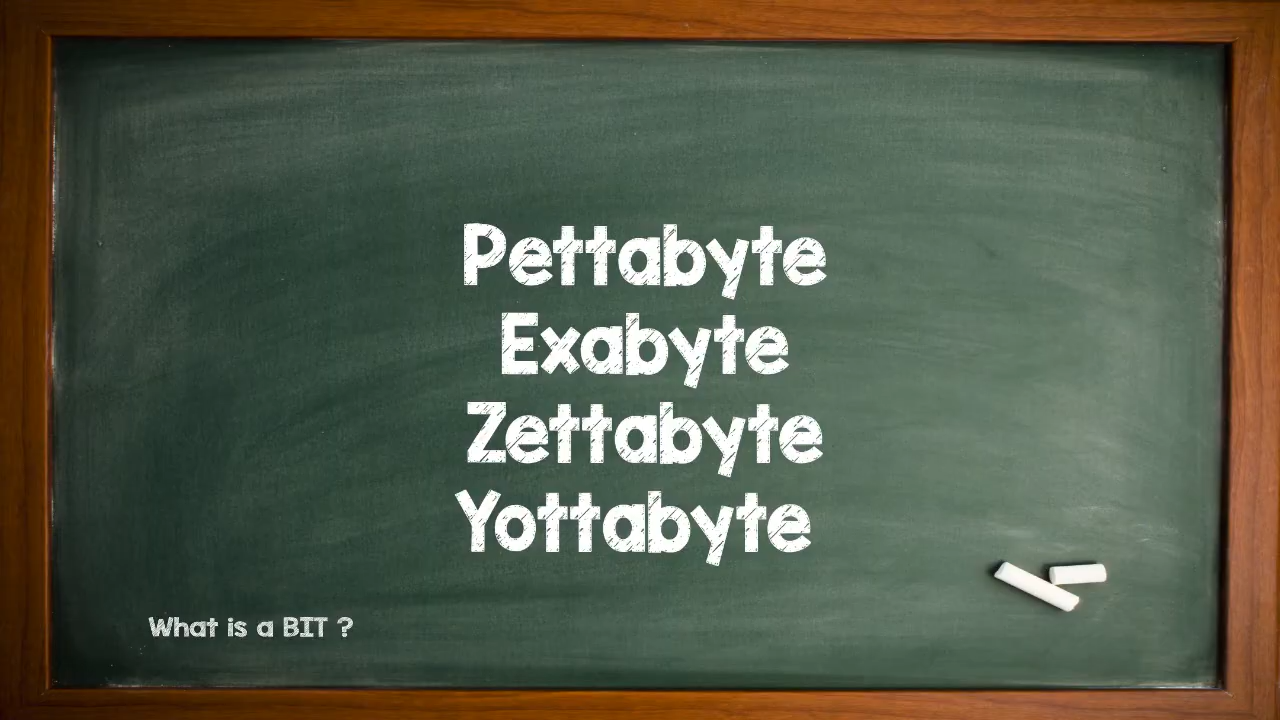 Pettabyte
Exabyte
Zettabyte
Yottabyte
What is a BIT ?